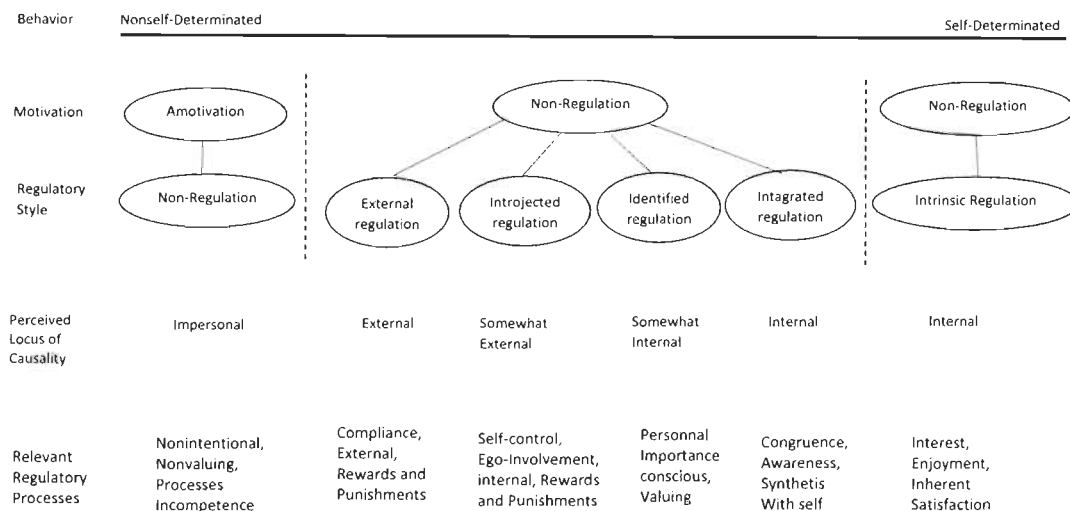 Behavior Nonself-Determinated Self-Determinated
Motivation Amotivation Non-Regulation Non-Regulation
Regulatory
Style
Non-Regulation
External
regulation
Introjected
regulation
Identified
regulation
Intagrated
regulation
Intrinsic Regulation
Perceived
Locus of
Causality
Impersonal
External
Somewhat
External
Somewhat
Internal
Internal
Internal
Relevant
Regulatory
Processes
Nonintentional,
Nonvaluing,
Processes
Incompetence
Compliance,
External,
Rewards and
Punishments
Self-control,
Ego-Involvement,
internal, Rewards
and Punishments
Personnal
Importance
conscious,
Valuing
Congruence,
Awareness,
Synthetis
With self
Interest,
Enjoyment,
Inherent
Satisfaction